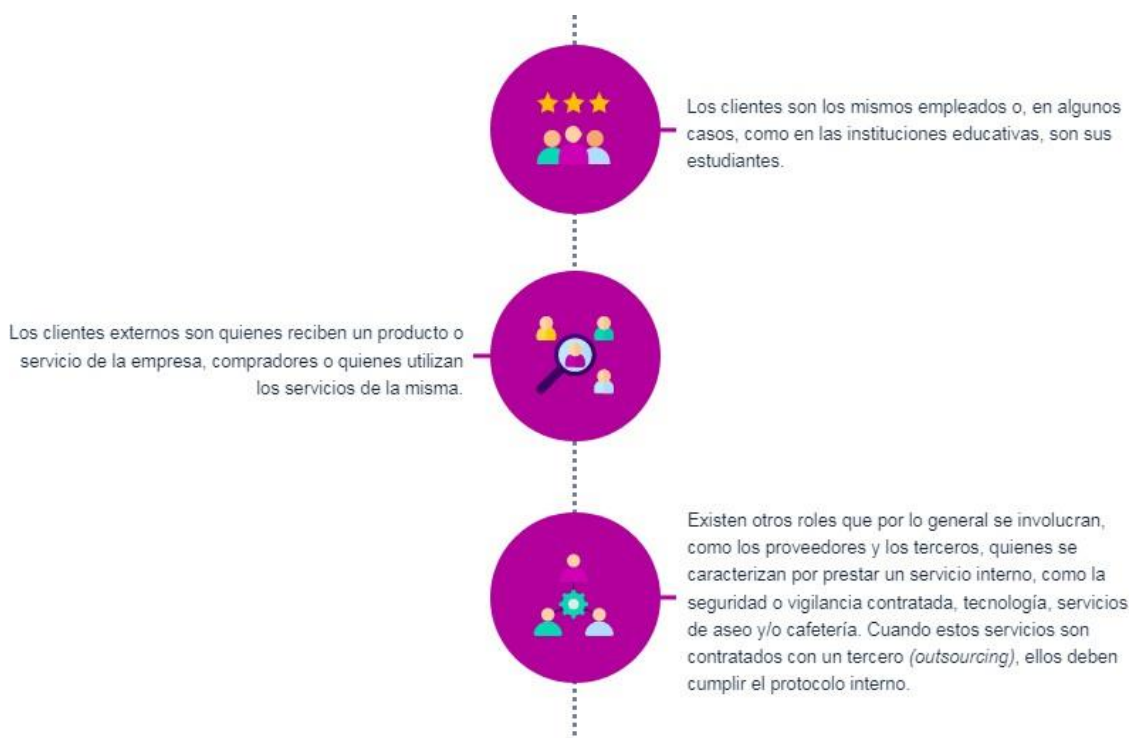 Los clientes son los mismos empleados o, en algunos
casos, como en las instituciones educativas, son sus
estudiantes.
Los clientes externos son quienes reciben un producto o
servicio de la empresa, compradores o quienes utilizan
los servicios de la misma.
Existen otros roles que por lo general se involucran,
como los proveedores y los terceros, quienes se
caracterizan por prestar un servicio interno, como la
seguridad o vigilancia contratada, tecnología, servicios
de aseo y/o cafetería. Cuando estos servicios son
contratados con un tercero (outsourcing), ellos deben
cumplir el protocolo interno.